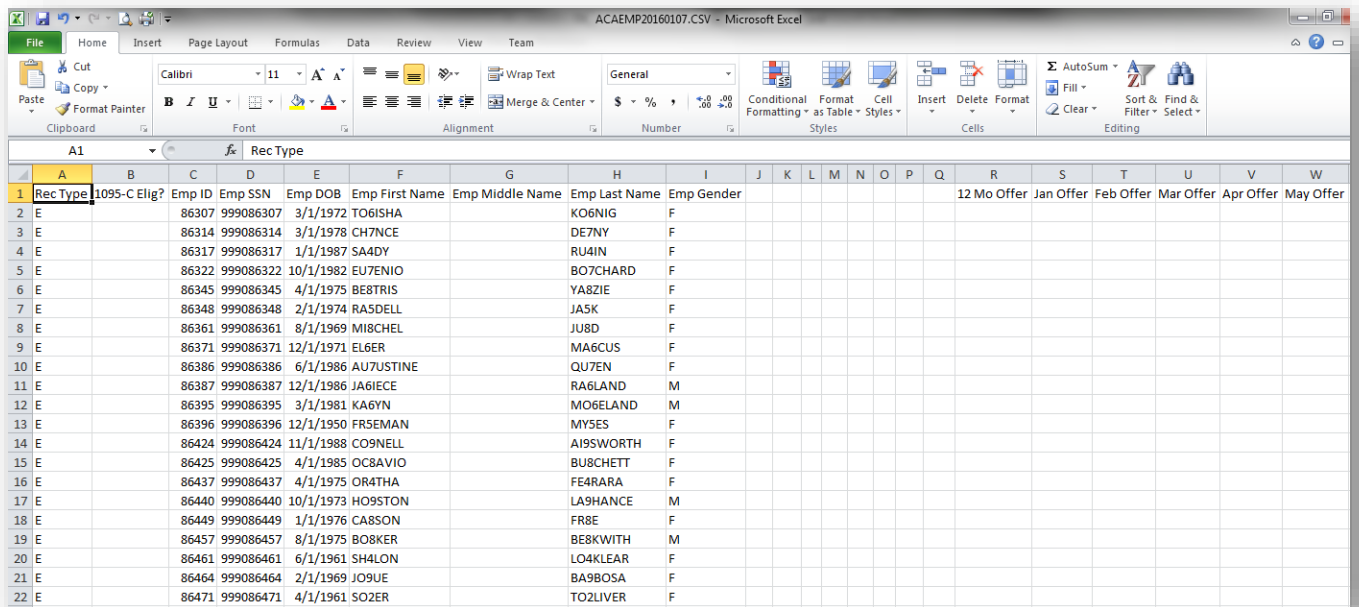 ACAEMP20160107.CSV - Microsoft Excel
File Home Insert Page Layout Formulas Data Review View Team
Cut Calibri 11 Wrap Text General Σ AutoSum
Copy Fill
Paste Format Painter B I U Merge & Center $ % , Conditional Formatting Format as Table Cell Styles Insert Delete Format Clear Sort & Filter Find & Select
Clipboard Font Alignment Number Styles Cells Editing
A1 fx Rec Type
A B C D E F G H I J K L M N O P Q R S T U V W
1 Rec Type 1095-C Elig? Emp ID Emp SSN Emp DOB Emp First Name Emp Middle Name Emp Last Name Emp Gender 12 Mo Offer Jan Offer Feb Offer Mar Offer Apr Offer May Offer
2 E 86307 999086307 3/1/1972 TO6ISHA KO6NIG F
3 E 86314 999086314 3/1/1978 CH7NCE DE7NY F
4 E 86317 999086317 1/1/1987 SA4DY RU4IN F
5 E 86322 999086322 10/1/1982 EU7ENIO BO7CHARD F
6 E 86345 999086345 4/1/1975 BE8TRIS YA8ZIE F
7 E 86348 999086348 2/1/1974 RA5DELL JA5K F
8 E 86361 999086361 8/1/1969 MI8CHEL JU8D F
9 E 86371 999086371 12/1/1971 EL6ER MA6CUS F
10 E 86386 999086386 6/1/1986 AU7USTINE QU7EN F
11 E 86387 999086387 12/1/1986 JA6IECE RA6LAND M
12 E 86395 999086395 3/1/1981 KA6YN MO6ELAND M
13 E 86396 999086396 12/1/1950 FR5EMAN MY5ES F
14 E 86424 999086424 11/1/1988 CO9NELL AI9SWORTH F
15 E 86425 999086425 4/1/1985 OC8AVIO BU8CHETT F
16 E 86437 999086437 4/1/1975 OR4THA FE4RARA F
17 E 86440 999086440 10/1/1973 HO9STON LA9HANCE M
18 E 86449 999086449 1/1/1976 CA8SON FR8E F
19 E 86457 999086457 8/1/1975 BO8KER BE8KWITH M
20 E 86461 999086461 6/1/1961 SH4LON LO4KLEAR F
21 E 86464 999086464 2/1/1969 JO9UE BA9BOSA F
22 E 86471 999086471 4/1/1961 SO2ER TO2LIVER F